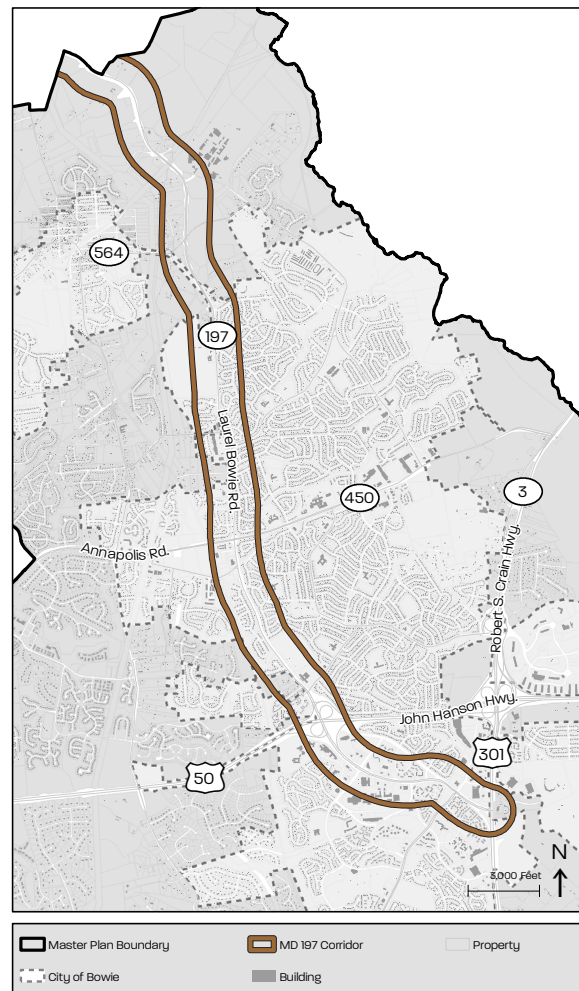 564
197
Laurel Bowie Rd.
450
3
Annapolis Rd.
Robert S. Crain Hwy.
John Hanson Hwy.
301
50
N
3,000 Feet
Master Plan Boundary
MD 197 Corridor
Property
City of Bowie
Building